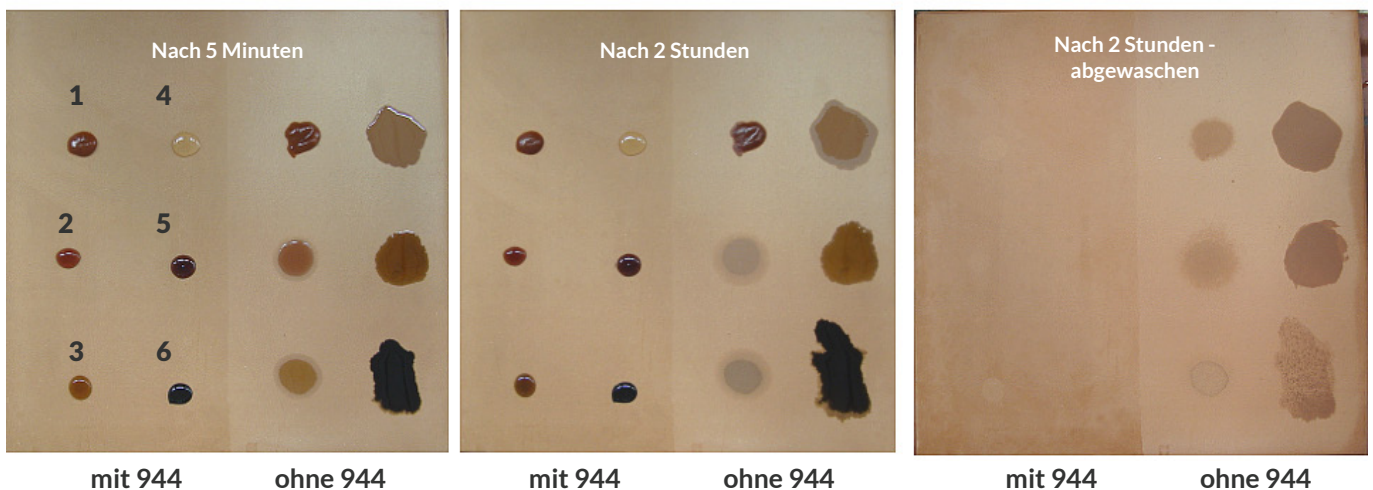 Nach 5 Minuten
1 4
2 5
3 6
mit 944 ohne 944
Nach 2 Stunden
mit 944 ohne 944
Nach 2 Stunden -
abgewaschen
mit 944 ohne 944